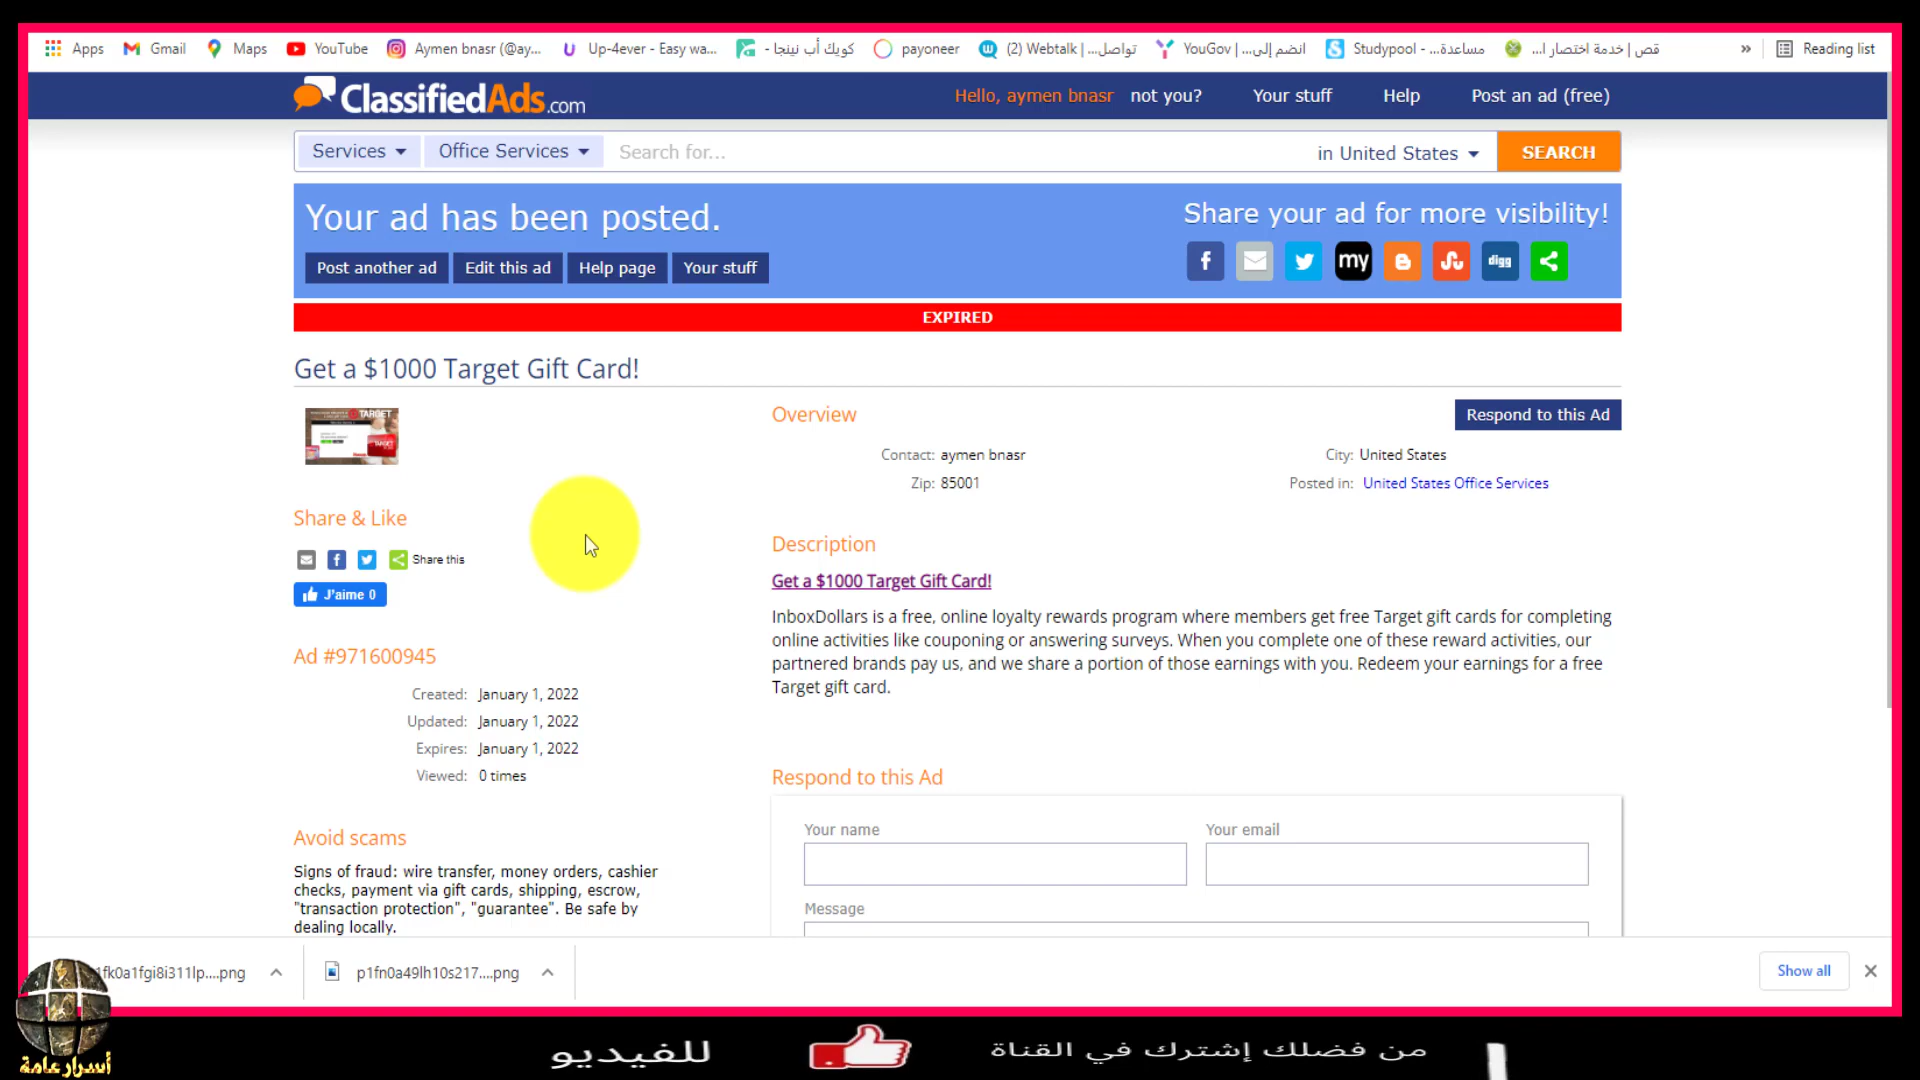 Apps Gmail Maps YouTube Aymen bnasr (@ay... Up-4ever - Easy wa... كويك أب نينجا - payoneer (2) Webtalk | تواصل... YouGov | انضم إلى... Studypool - مساعدة... قص | خدمة اختصار ا... » Reading list
ClassifiedAds.com Hello, aymen bnasr not you? Your stuff Help Post an ad (free)
Services Office Services Search for... in United States SEARCH
Your ad has been posted. Share your ad for more visibility!
Post another ad Edit this ad Help page Your stuff my digg
EXPIRED
Get a $1000 Target Gift Card!
TARGET
Overview Respond to this Ad
Contact: aymen bnasr City: United States
Zip: 85001 Posted in: United States Office Services
Share & Like
Share this
J'aime 0
Description
Get a $1000 Target Gift Card!
InboxDollars is a free, online loyalty rewards program where members get free Target gift cards for completing
online activities like couponing or answering surveys. When you complete one of these reward activities, our
partnered brands pay us, and we share a portion of those earnings with you. Redeem your earnings for a free
Target gift card.
Ad #971600945
Created: January 1, 2022
Updated: January 1, 2022
Expires: January 1, 2022
Viewed: 0 times
Avoid scams
Signs of fraud: wire transfer, money orders, cashier
checks, payment via gift cards, shipping, escrow,
"transaction protection", "guarantee". Be safe by
dealing locally.
Respond to this Ad
Your name Your email
Message
1fk0a1fgi8i311lp....png p1fn0a49lh10s217....png Show all
من فضلك إشترك في القناة للفيديو
أسرار عامة